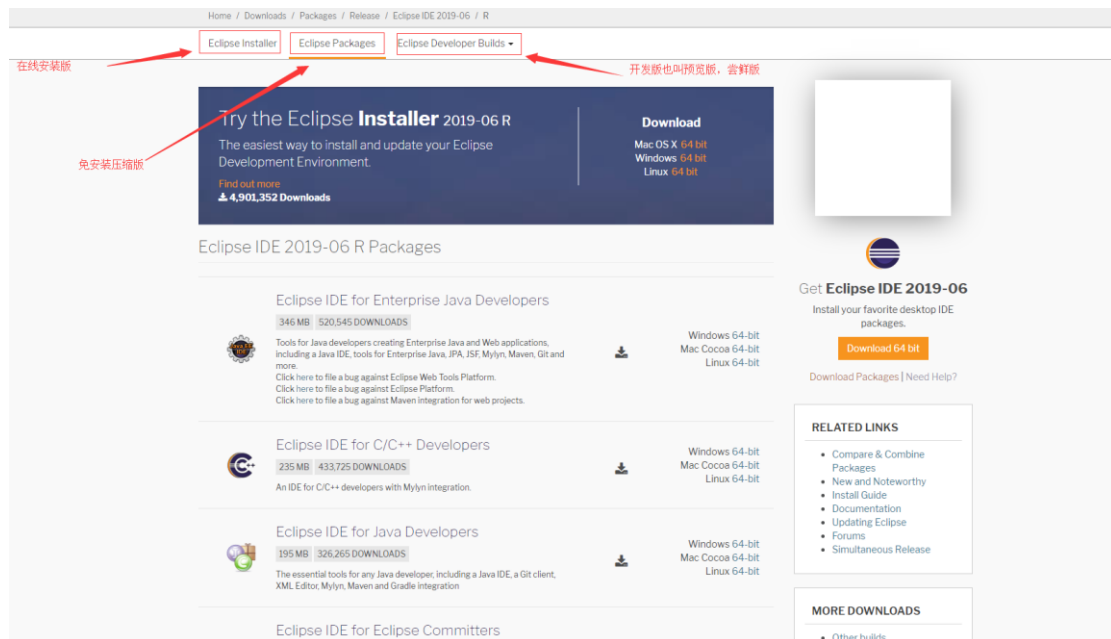 Home / Downloads / Packages / Release / Eclipse IDE 2019-06 / R
Eclipse Installer
Eclipse Packages
Eclipse Developer Builds
在线安装版
开发版也叫预览版，尝鲜版
免安装压缩版
Try the Eclipse Installer 2019-06 R
The easiest way to install and update your Eclipse
Development Environment.
Find out more
4,901,352 Downloads
Download
Mac OS X 64 bit
Windows 64 bit
Linux 64 bit
Eclipse IDE 2019-06 R Packages
Eclipse IDE for Enterprise Java Developers
346 MB 520,545 DOWNLOADS
Tools for Java developers creating Enterprise Java and Web applications,
including a Java IDE, tools for Enterprise Java, JPA, JSF, Mylyn, Maven, Git and
more.
Click here to file a bug against Eclipse Web Tools Platform.
Click here to file a bug against Eclipse Platform.
Click here to file a bug against Maven integration for web projects.
Windows 64-bit
Mac Cocoa 64-bit
Linux 64-bit
Eclipse IDE for C/C++ Developers
235 MB 433,725 DOWNLOADS
An IDE for C/C++ developers with Mylyn integration.
Windows 64-bit
Mac Cocoa 64-bit
Linux 64-bit
Eclipse IDE for Java Developers
195 MB 326,265 DOWNLOADS
The essential tools for any Java developer, including a Java IDE, a Git client,
XML Editor, Mylyn, Maven and Gradle integration
Windows 64-bit
Mac Cocoa 64-bit
Linux 64-bit
Eclipse IDE for Eclipse Committers
Get Eclipse IDE 2019-06
Install your favorite desktop IDE
packages.
Download 64 bit
Download Packages | Need Help?
RELATED LINKS
Compare & Combine
Packages
New and Noteworthy
Install Guide
Documentation
Updating Eclipse
Forums
Simultaneous Release
MORE DOWNLOADS
Other builds